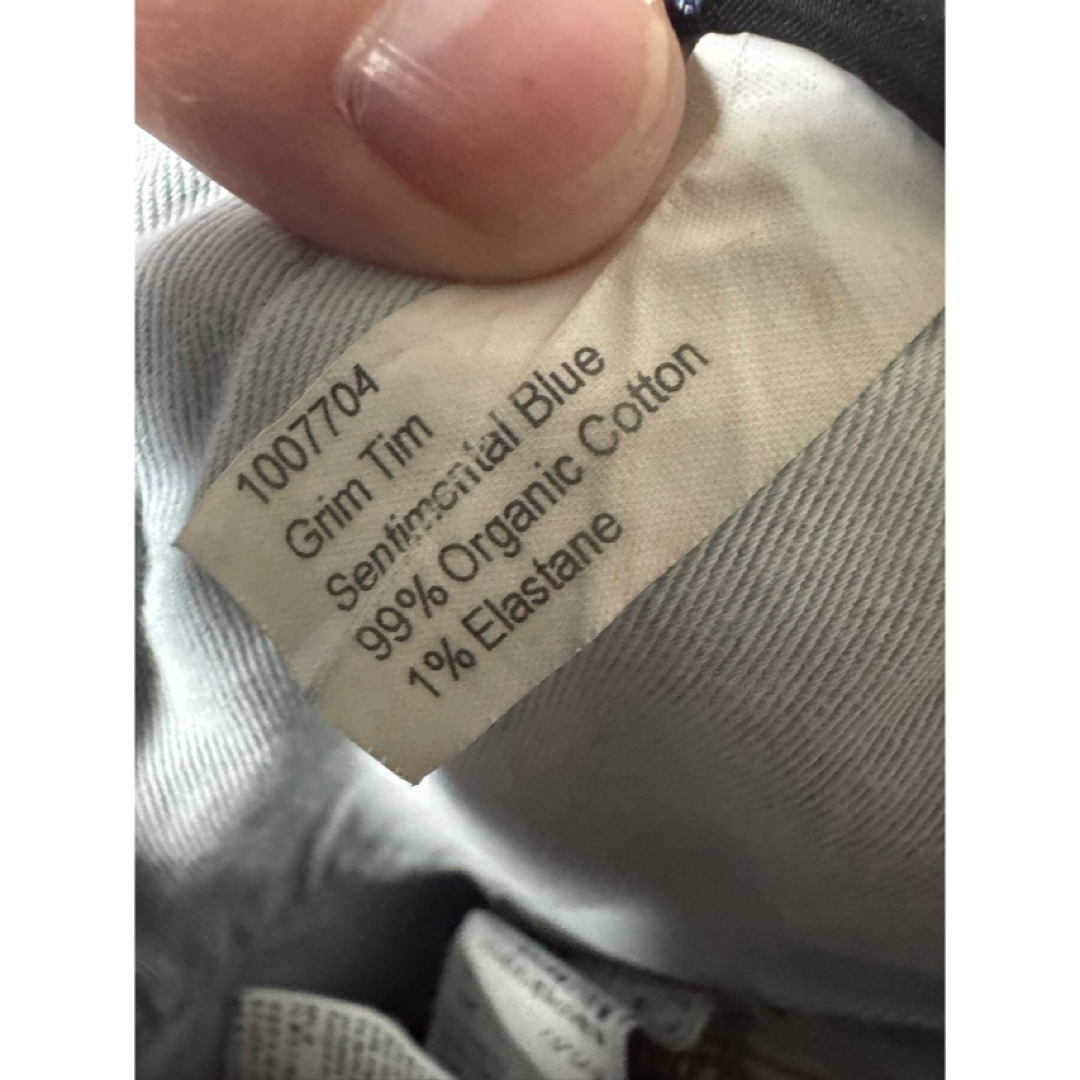 1007704
Grim Tim
Sentimental Blue
99% Organic Cotton
1% Elastane